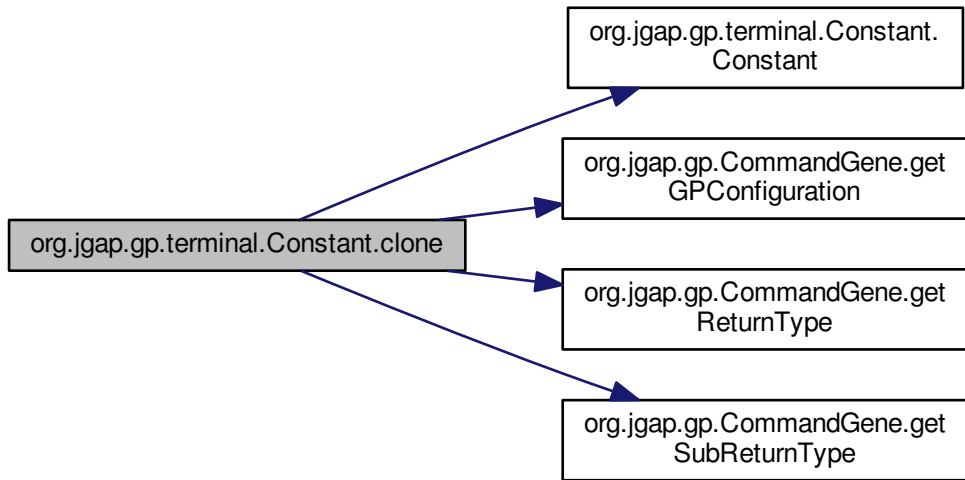 org.jgap.gp.terminal.Constant.
Constant
org.jgap.gp.CommandGene.get
GPConfiguration
org.jgap.gp.terminal.Constant.clone
org.jgap.gp.CommandGene.get
ReturnType
org.jgap.gp.CommandGene.get
SubReturnType